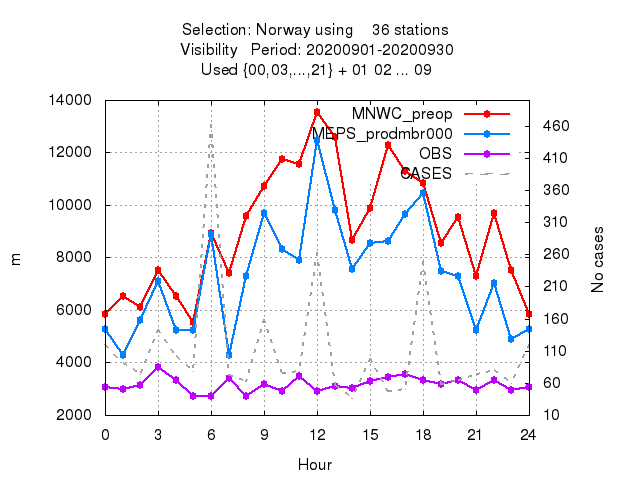 Selection: Norway using 36 stations
Visibility Period: 20200901-20200930
Used {00,03,...,21} + 01 02 ... 09
14000
12000
10000
8000
6000
4000
2000
m
MNWC_preop
MEPS_prodmbr000
OBS
CASES
460
410
360
310
260
210
160
110
60
10
No cases
0 3 6 9 12 15 18 21 24
Hour